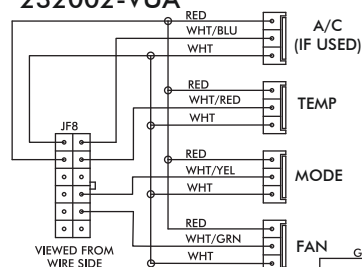 232002-VUA
RED
WHT/BLU
WHT
A/C
(IF USED)
RED
WHT/RED
WHT
TEMP
JF8
RED
WHT/YEL
WHT
MODE
RED
WHT/GRN
WHT
FAN
G
VIEWED FROM
WIRE SIDE